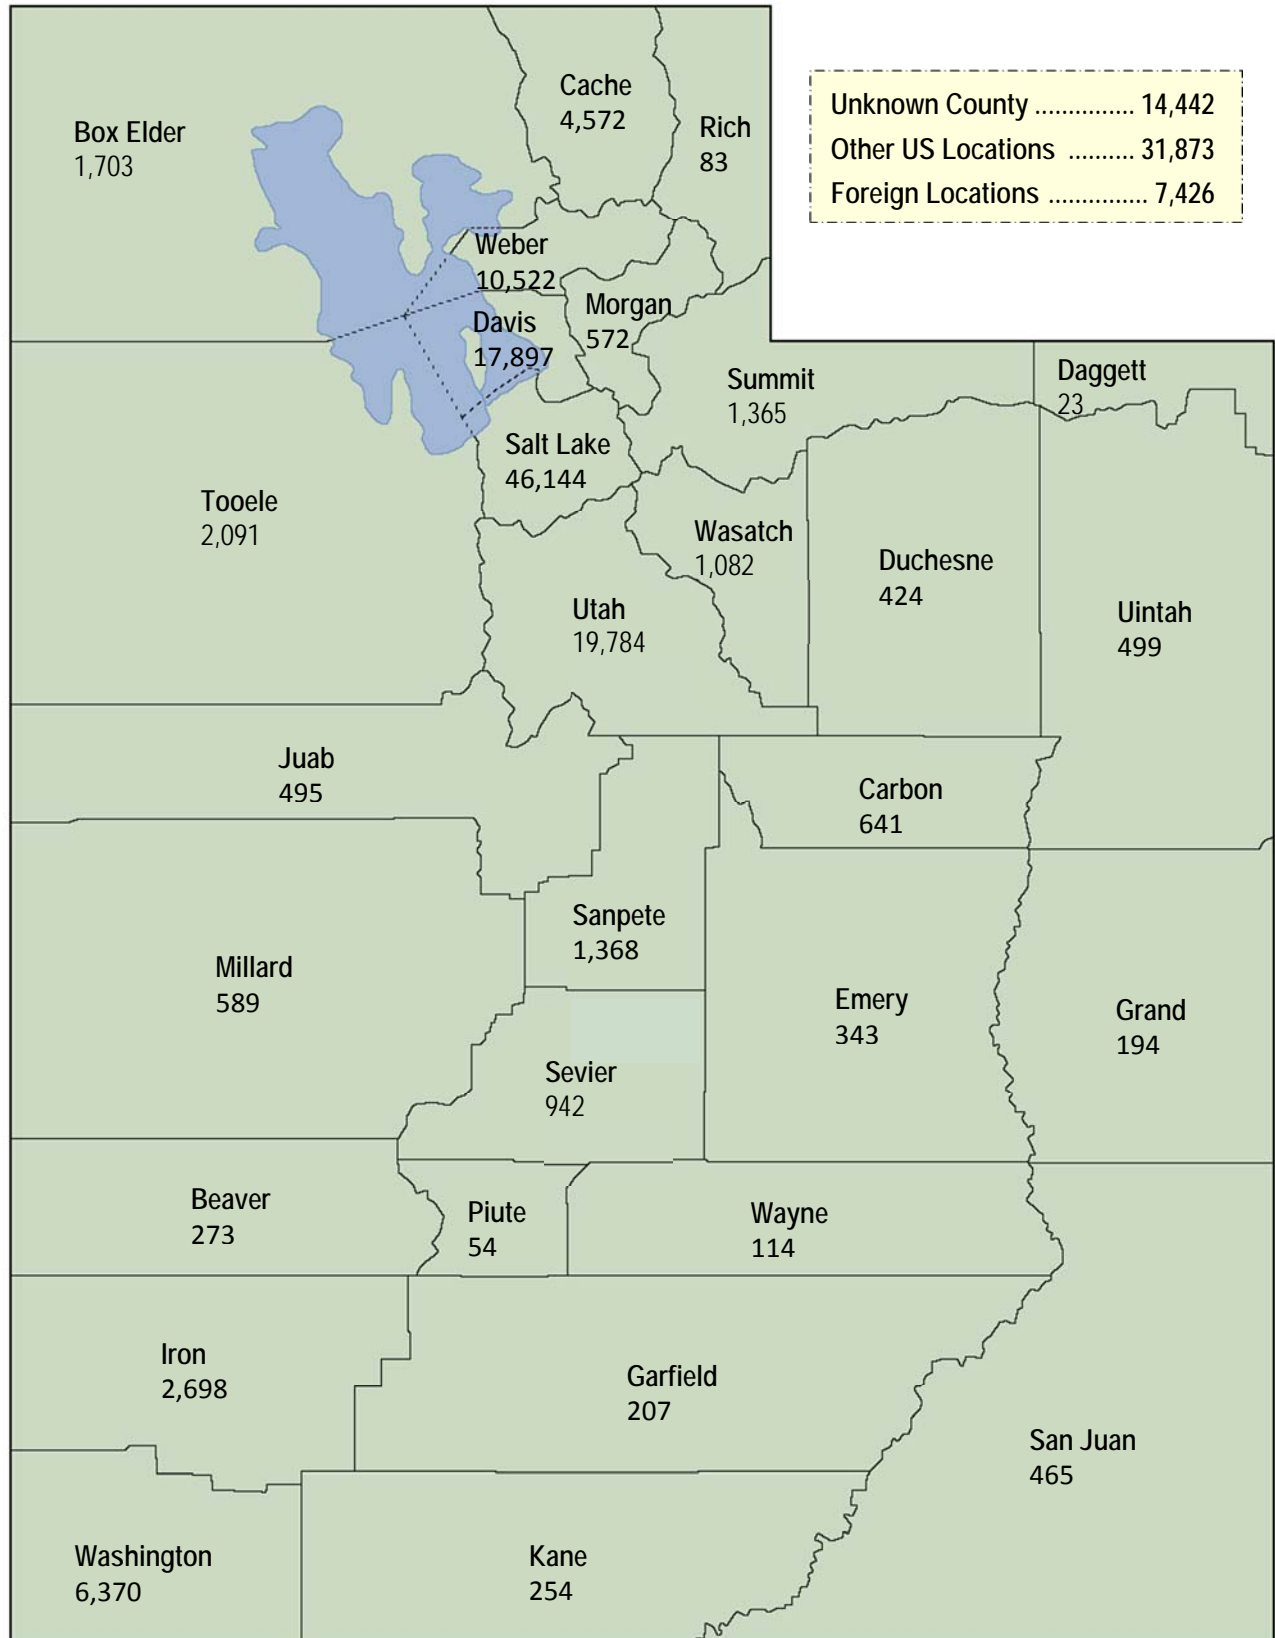 Cache
4,572
Rich
83
Box Elder
1,703
Unknown County .............. 14,442
Other US Locations .......... 31,873
Foreign Locations ............... 7,426
Weber
10,522
Morgan
572
Davis
17,897
Summit
1,365
Daggett
23
Salt Lake
46,144
Tooele
2,091
Wasatch
1,082
Duchesne
424
Utah
19,784
Uintah
499
Juab
495
Carbon
641
Sanpete
1,368
Millard
589
Emery
343
Grand
194
Sevier
942
Beaver
273
Piute
54
Wayne
114
Iron
2,698
Garfield
207
San Juan
465
Washington
6,370
Kane
254